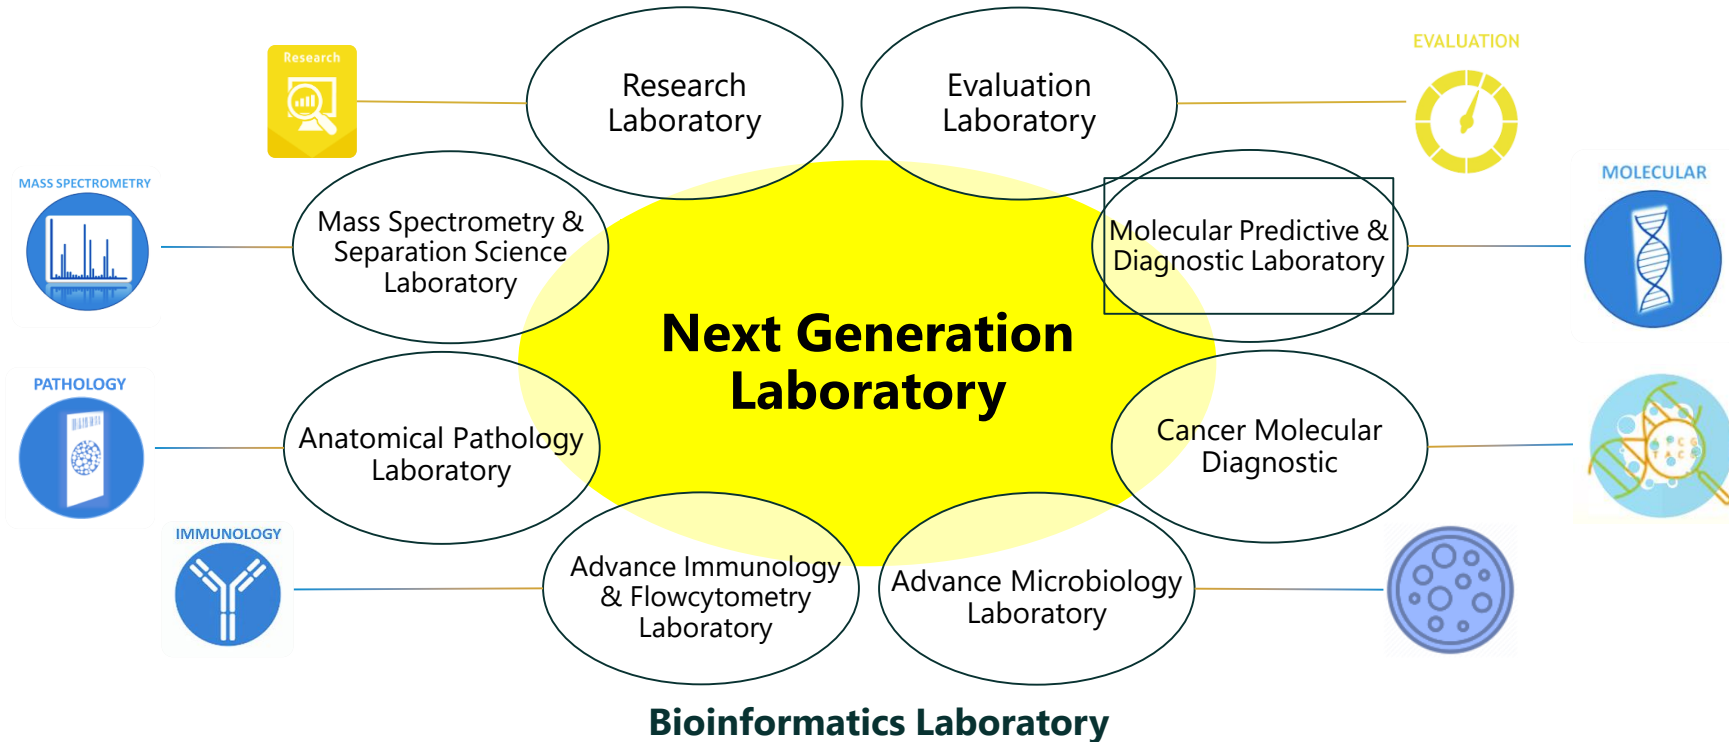 EVALUATION
Research
Research
Laboratory
Evaluation
Laboratory
MASS SPECTROMETRY
MOLECULAR
Mass Spectrometry &
Separation Science
Laboratory
Molecular Predictive &
Diagnostic Laboratory
Next Generation
Laboratory
PATHOLOGY
Anatomical Pathology
Laboratory
Cancer Molecular
Diagnostic
IMMUNOLOGY
Advance Immunology
& Flowcytometry
Laboratory
Advance Microbiology
Laboratory
Bioinformatics Laboratory